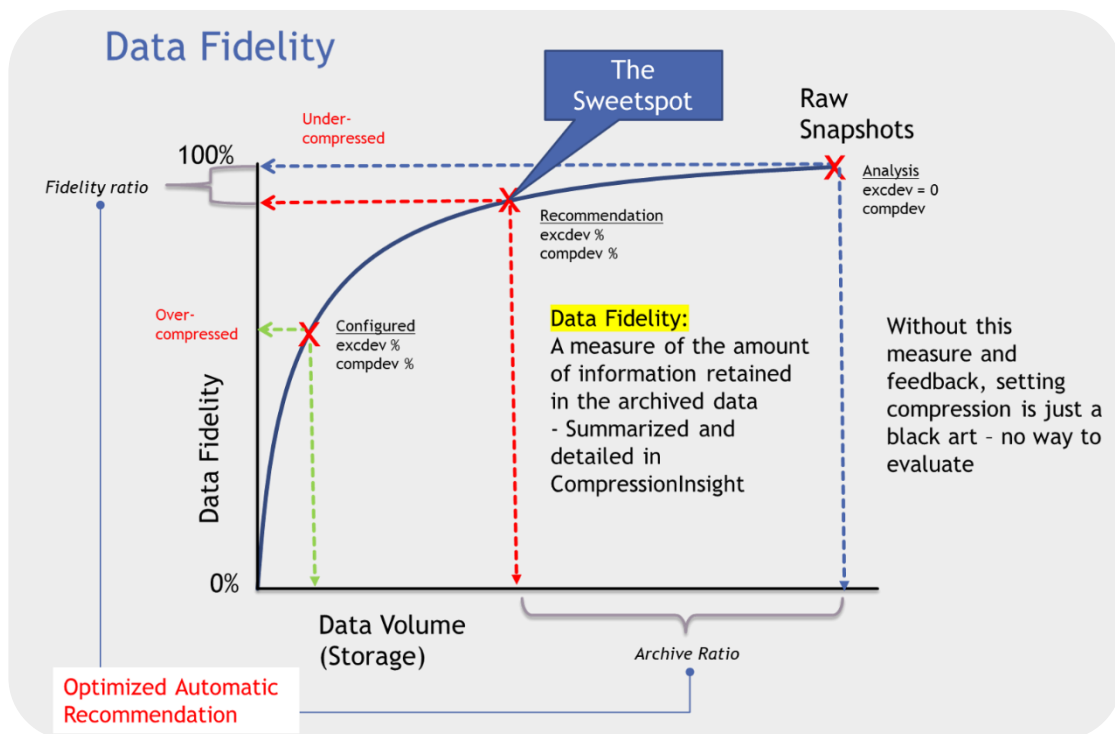 Data Fidelity
The
Sweetspot
Under-
compressed
Raw
Snapshots
100%
Fidelity ratio
Analysis
excdev = 0
compdev
Recommendation
excdev %
compdev %
Over-
compressed
Configured
excdev %
compdev %
Data Fidelity:
A measure of the amount
of information retained
in the archived data
- Summarized and
detailed in
CompressionInsight
Without this
measure and
feedback, setting
compression is just a
black art – no way to
evaluate
Data Fidelity
0%
Data Volume
(Storage)
Archive Ratio
Optimized Automatic
Recommendation